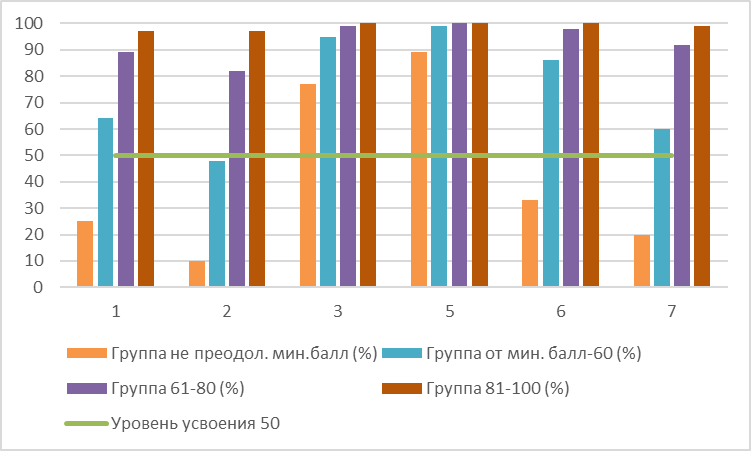 100
90
80
70
60
50
40
30
20
10
0
1 2 3 5 6 7
Группа не преодол. мин.балл (%) Группа от мин. балл-60 (%)
Группа 61-80 (%) Группа 81-100 (%)
Уровень усвоения 50